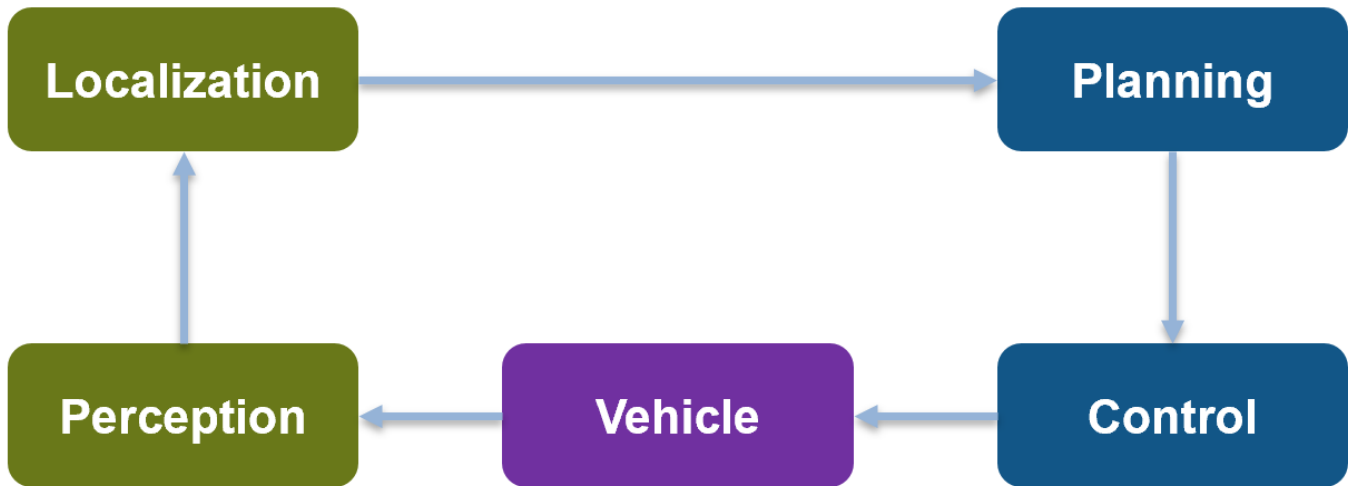 Localization
Planning
Perception
Vehicle
Control